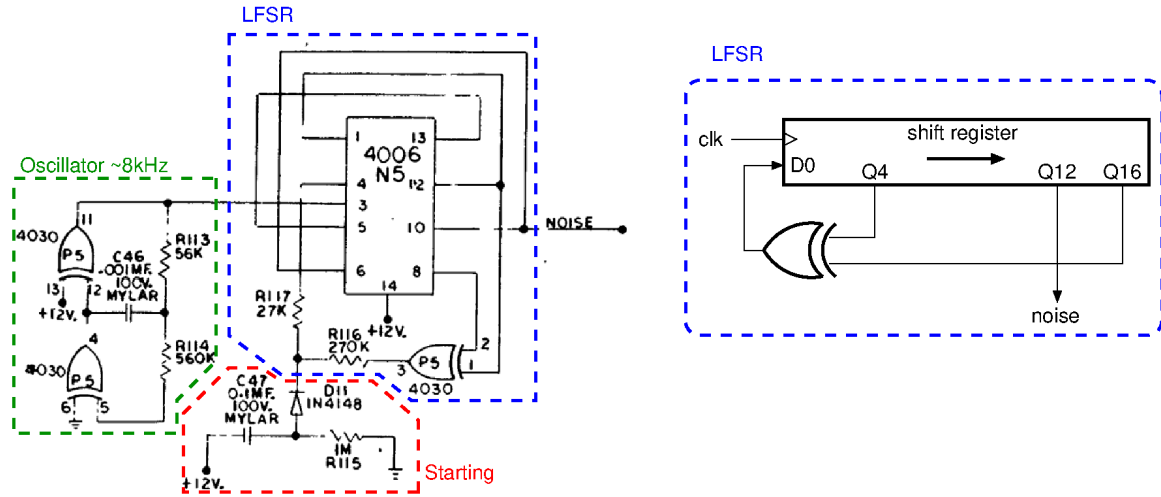 LFSR
Oscillator ~8kHz
4030
11
P5
13
12
+12V.
C46
.001MF.
100V.
MYLAR
R113
56K
4
4030
P5
6
5
R114
560K
1
13
4006
N5
4
12
3
5
10
6
8
14
+12V.
NOISE
R117
27K
R116
270K
3
P5
2
1
4030
C47
0.1MF.
100V.
MYLAR
D11
1N4148
1M
R115
+12V.
Starting
LFSR
clk
shift register
D0
Q4
Q12
Q16
noise